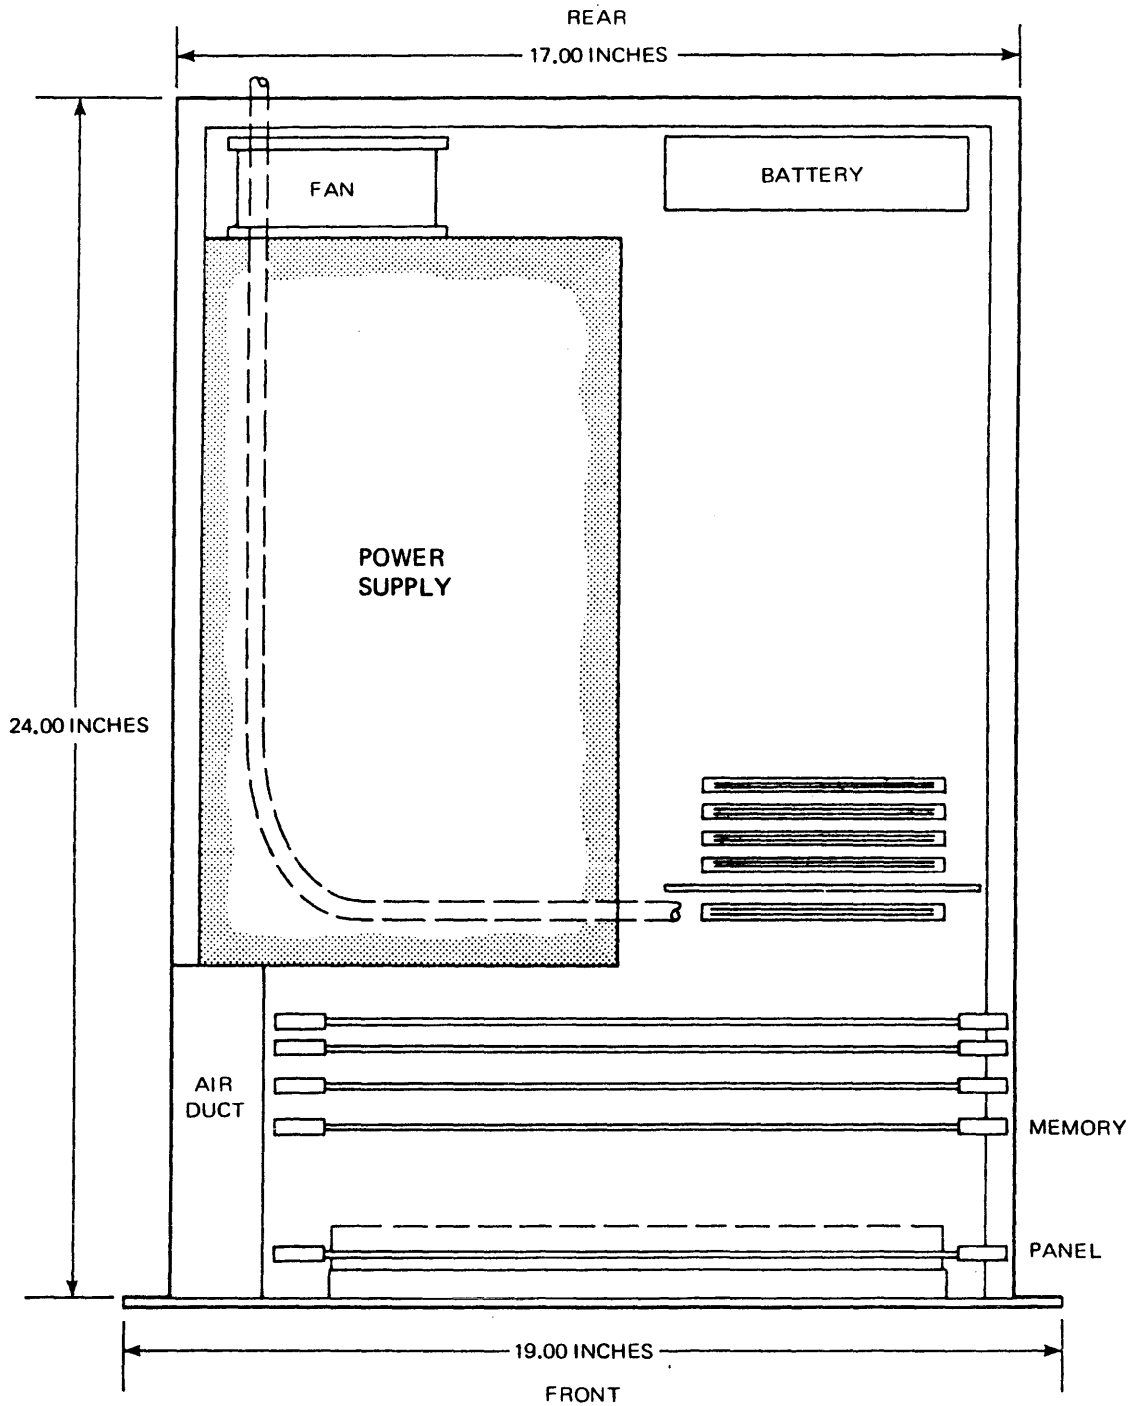 REAR
17.00 INCHES
FAN
BATTERY
POWER
SUPPLY
24.00 INCHES
AIR
DUCT
MEMORY
PANEL
19.00 INCHES
FRONT